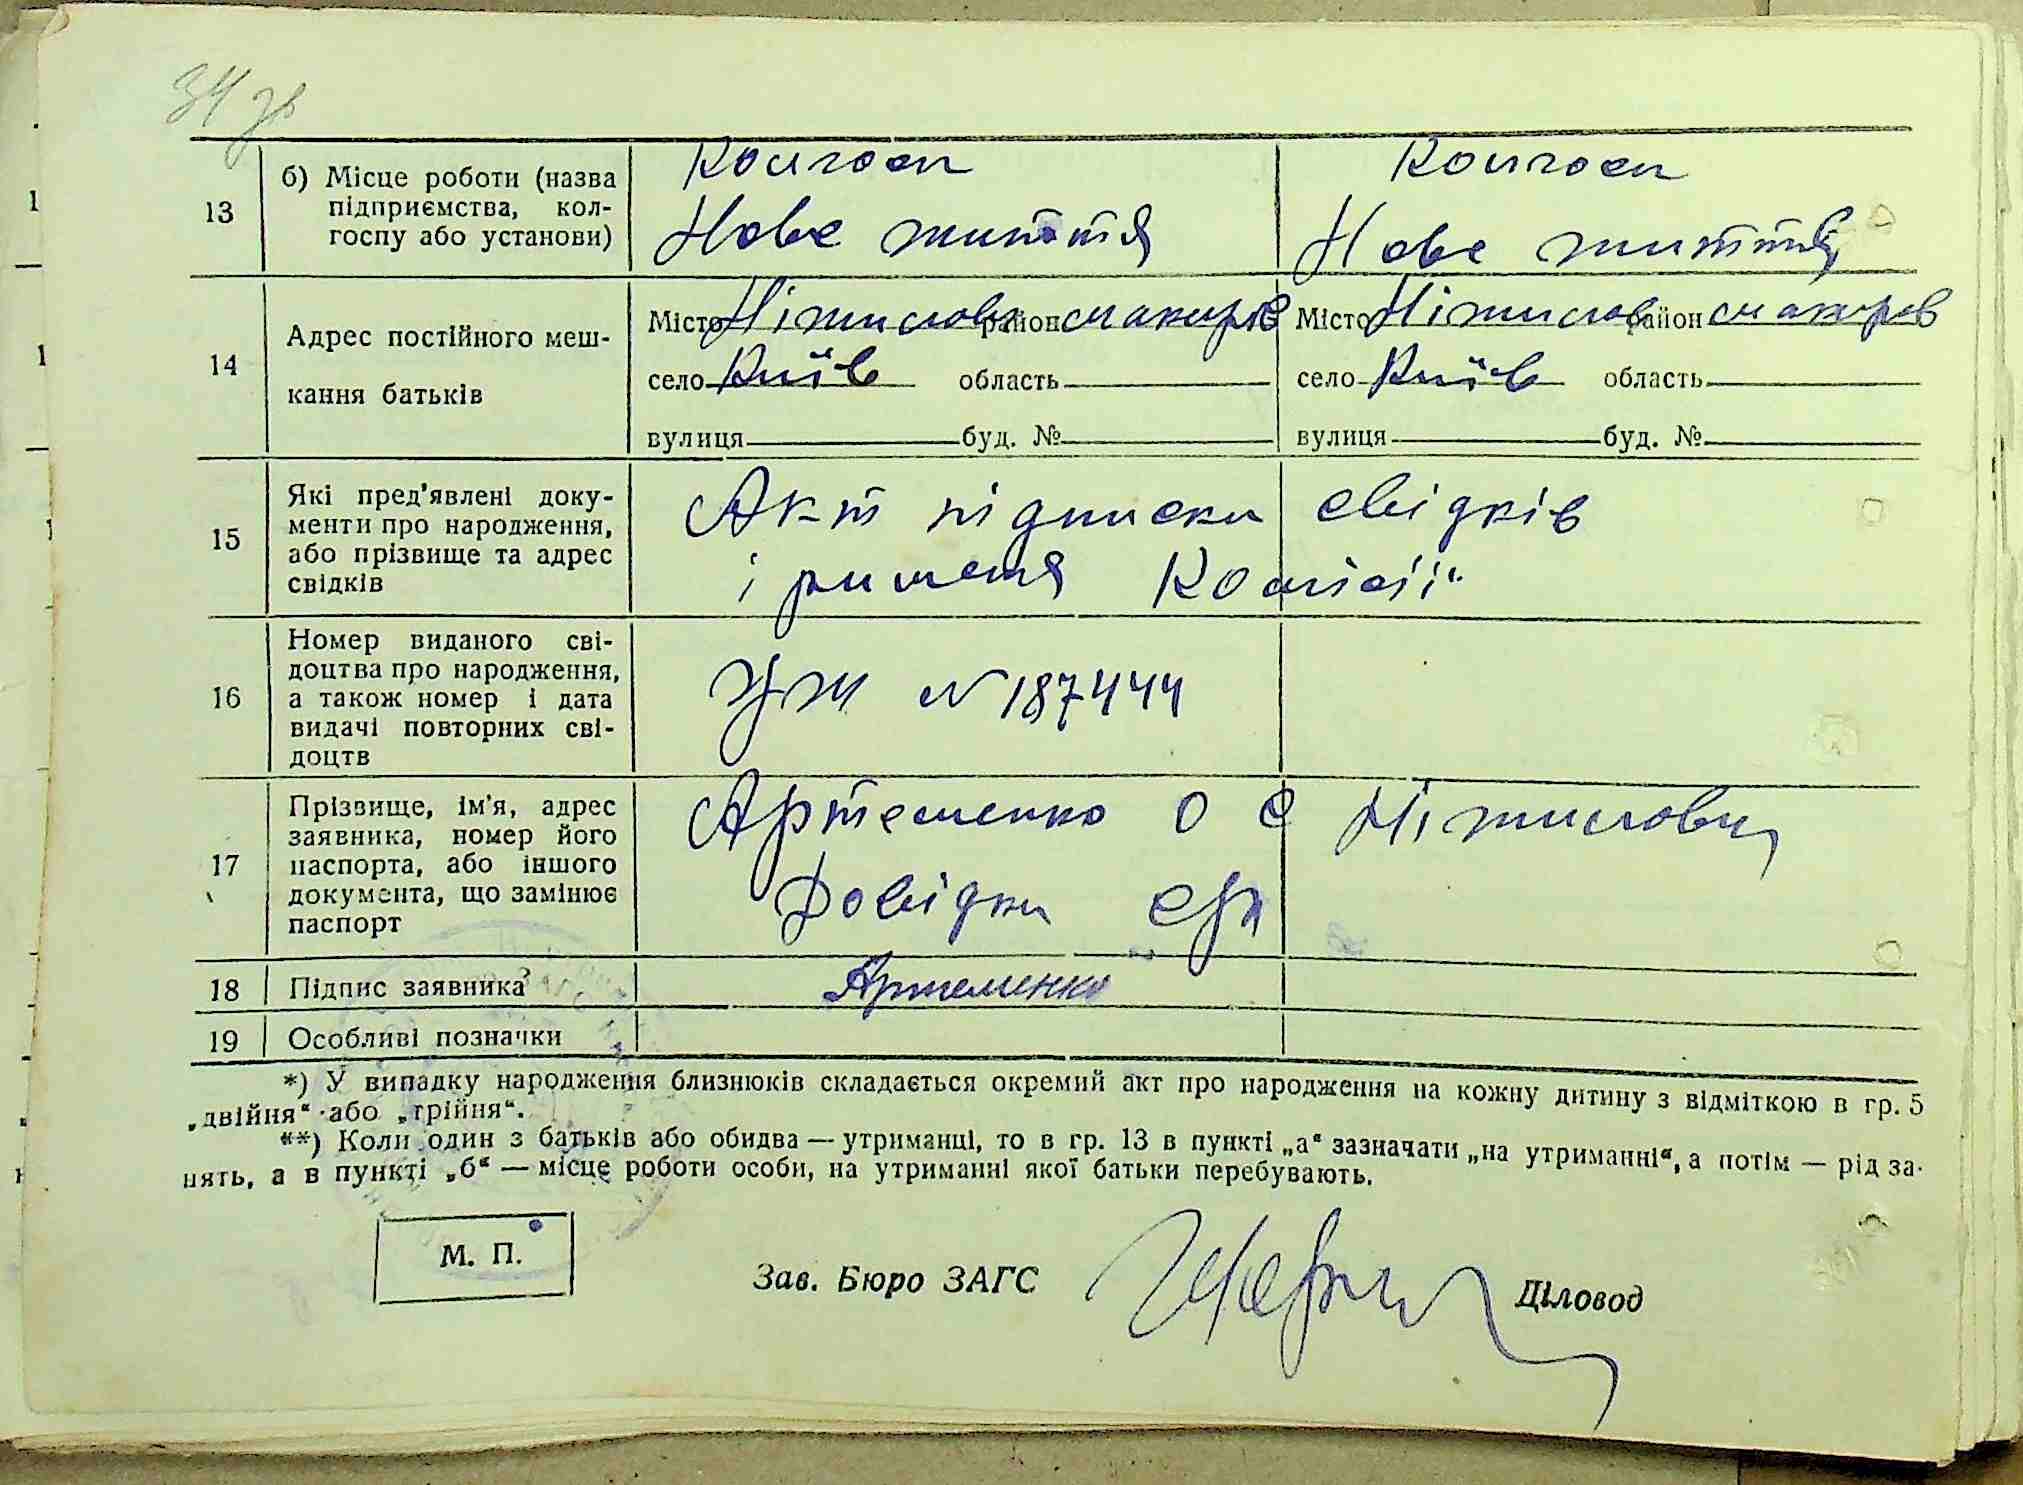 34 зв
13 б) Місце роботи (назва підприємства, кол-госпу або установи)
Колгосп Колгосп
Нове життя Нове життя
14 Адрес постійного меш-кання батьків
Місто Ніжиловч район макарів Місто Ніжилов район макаров
село Київ область село Київ область
вулиця буд. № вулиця буд. №
15 Які пред'явлені доку-
менти про народження,
або прізвище та адрес
свідків
Акт підписки свідків
і ришеня Комісії
16 Номер виданого сві-
доцтва про народження,
а також номер і дата
видачі повторних сві-
доцтв
УЖ №187444
17 Прізвище, ім'я, адрес
заявника, номер його
паспорта, або іншого
документа, що замінює
паспорт
Артеменко О Є Ніжиловичі
Довідка с/р
18 Підпис заявника Артеменко
19 Особливі позначки
*) У випадку народження близнюків складається окремий акт про народження на кожну дитину з відміткою в гр. 5
„двійня“ або „трійня“.
**) Коли один з батьків або обидва — утриманці, то в гр. 13 в пункті „а“ зазначати „на утриманні“, а потім — рід за-
нять, а в пункті „б“ — місце роботи особи, на утриманні якої батьки перебувають.
М. П.
Зав. Бюро ЗАГС Діловод